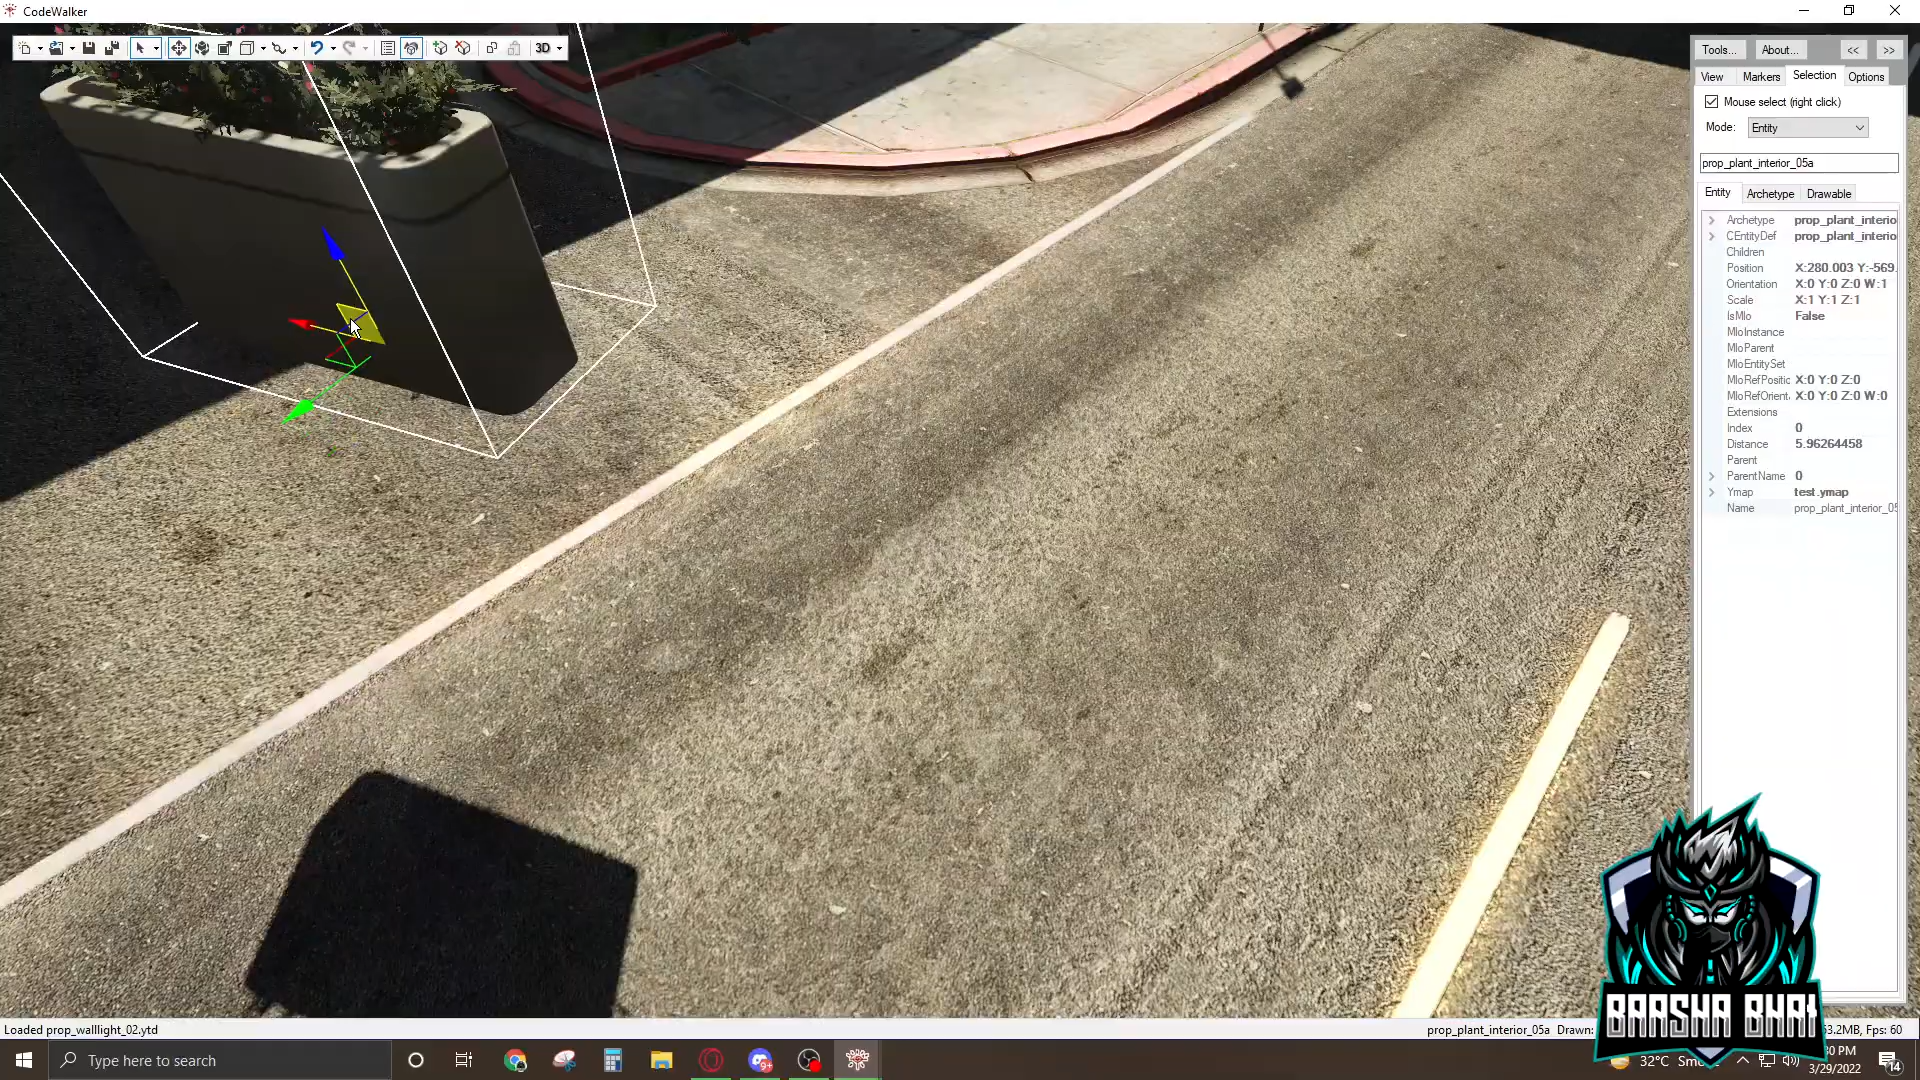 CodeWalker
3D
Tools...
About...
<<
>>
View
Markers
Selection
Options
Mouse select (right click)
Mode:
Entity
prop_plant_interior_05a
Entity
Archetype
Drawable
Archetype prop_plant_interio
CEntityDef prop_plant_interio
Children
Position X:280.003 Y:-569.
Orientation X:0 Y:0 Z:0 W:1
Scale X:1 Y:1 Z:1
IsMlo False
MloInstance
MloParent
MloEntitySet
MloRefPositic X:0 Y:0 Z:0
MloRefOrient X:0 Y:0 Z:0 W:0
Extensions
Index 0
Distance 5.96264458
Parent
ParentName 0
Ymap test.ymap
Name prop_plant_interior_05
BAASHA BHAI
Loaded prop_walllight_02.ytd
prop_plant_interior_05a Drawn:
3.2MB, Fps: 60
Type here to search
32°C
30 PM
3/29/2022
14